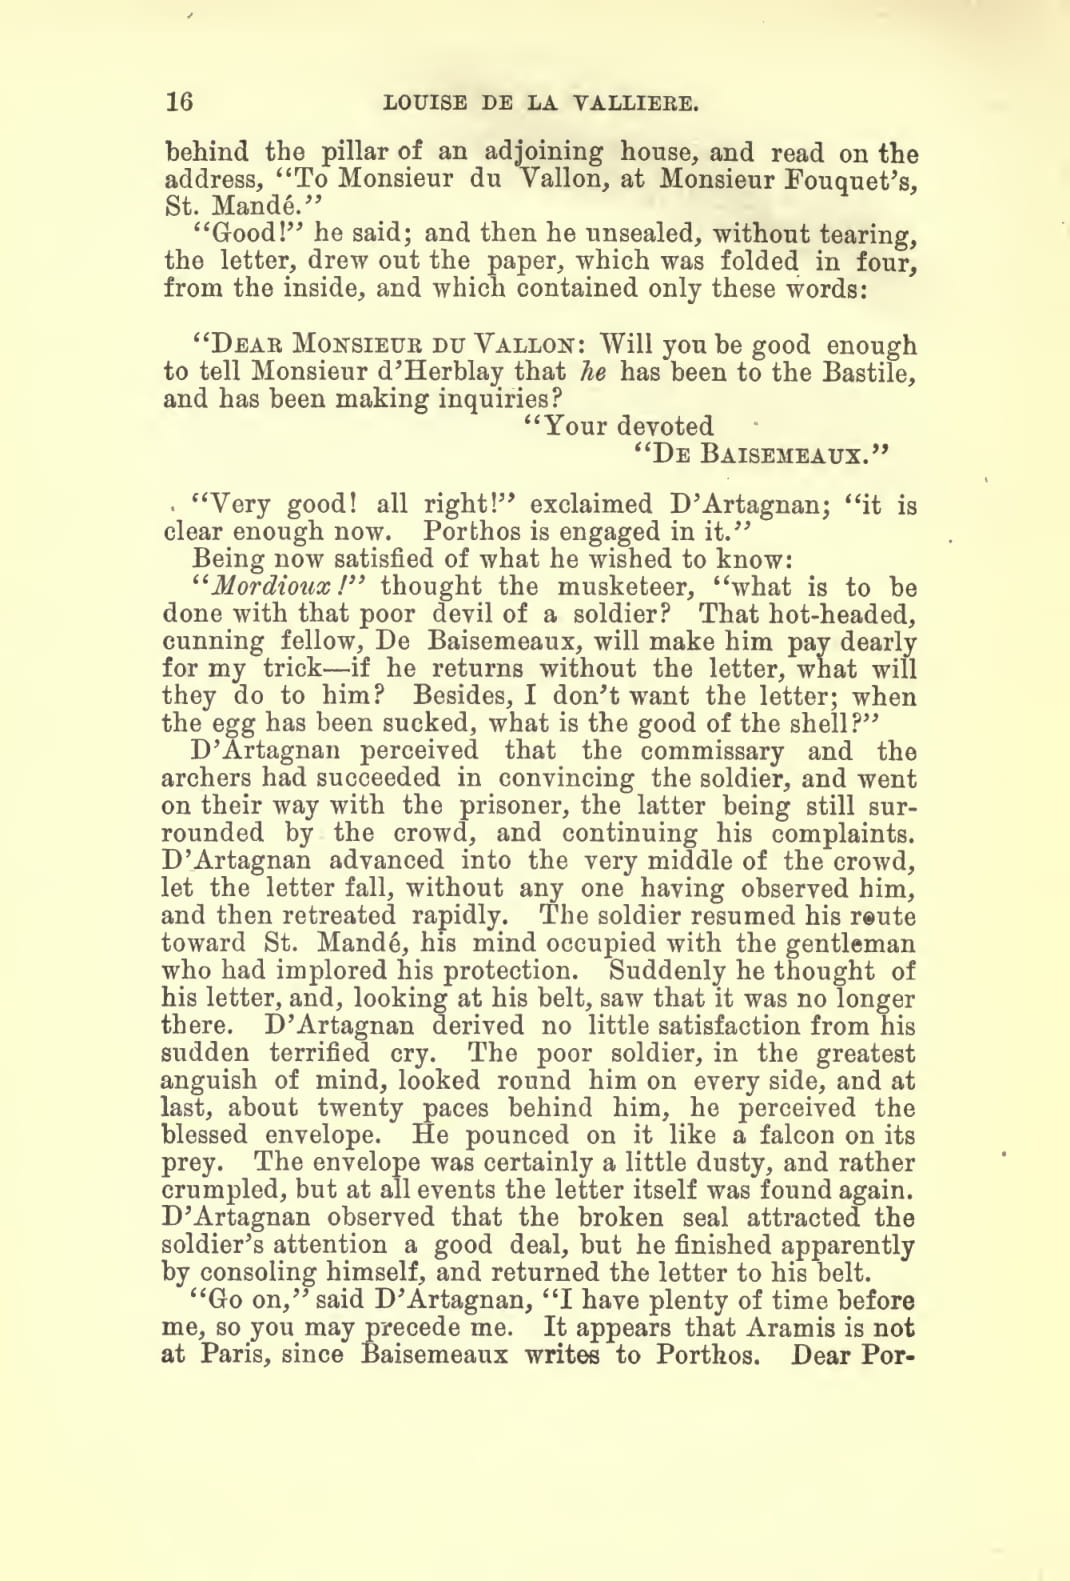 16 LOUISE DE LA VALLIERE.
behind the pillar of an adjoining house, and read on the
address, “To Monsieur du Vallon, at Monsieur Fouquet’s,
St. Mandé.”
“Good!” he said; and then he unsealed, without tearing,
the letter, drew out the paper, which was folded in four,
from the inside, and which contained only these words:
“DEAR MONSIEUR DU VALLON: Will you be good enough
to tell Monsieur d’Herblay that he has been to the Bastile,
and has been making inquiries?
“Your devoted
“DE BAISEMEAUX.”
“Very good! all right!” exclaimed D’Artagnan; “it is
clear enough now. Porthos is engaged in it.”
Being now satisfied of what he wished to know:
“Mordioux!” thought the musketeer, “what is to be
done with that poor devil of a soldier? That hot-headed,
cunning fellow, De Baisemeaux, will make him pay dearly
for my trick—if he returns without the letter, what will
they do to him? Besides, I don’t want the letter; when
the egg has been sucked, what is the good of the shell?”
D’Artagnan perceived that the commissary and the
archers had succeeded in convincing the soldier, and went
on their way with the prisoner, the latter being still sur-
rounded by the crowd, and continuing his complaints.
D’Artagnan advanced into the very middle of the crowd,
let the letter fall, without any one having observed him,
and then retreated rapidly. The soldier resumed his route
toward St. Mandé, his mind occupied with the gentleman
who had implored his protection. Suddenly he thought of
his letter, and, looking at his belt, saw that it was no longer
there. D’Artagnan derived no little satisfaction from his
sudden terrified cry. The poor soldier, in the greatest
anguish of mind, looked round him on every side, and at
last, about twenty paces behind him, he perceived the
blessed envelope. He pounced on it like a falcon on its
prey. The envelope was certainly a little dusty, and rather
crumpled, but at all events the letter itself was found again.
D’Artagnan observed that the broken seal attracted the
soldier’s attention a good deal, but he finished apparently
by consoling himself, and returned the letter to his belt.
“Go on,” said D’Artagnan, “I have plenty of time before
me, so you may precede me. It appears that Aramis is not
at Paris, since Baisemeaux writes to Porthos. Dear Por-